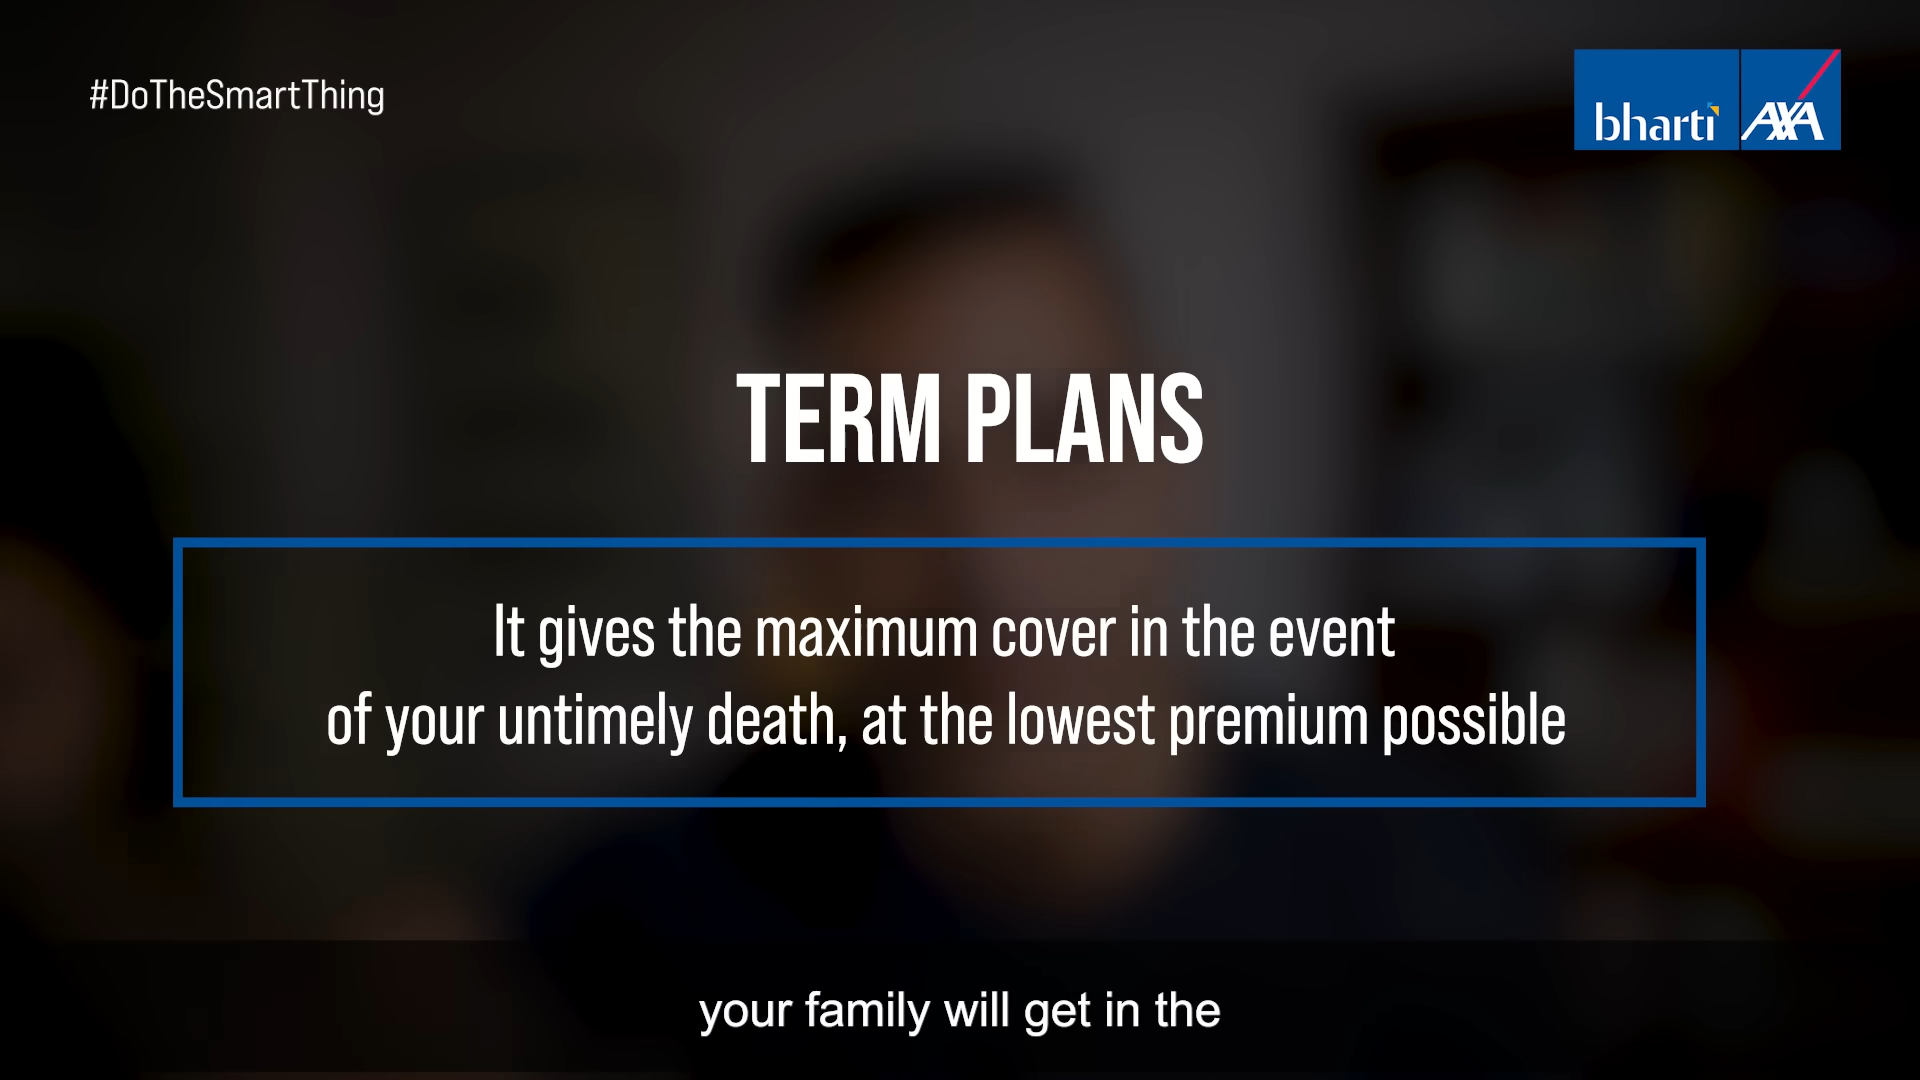 #DoTheSmartThing
bharti AXA
TERM PLANS
It gives the maximum cover in the event
of your untimely death, at the lowest premium possible
your family will get in the